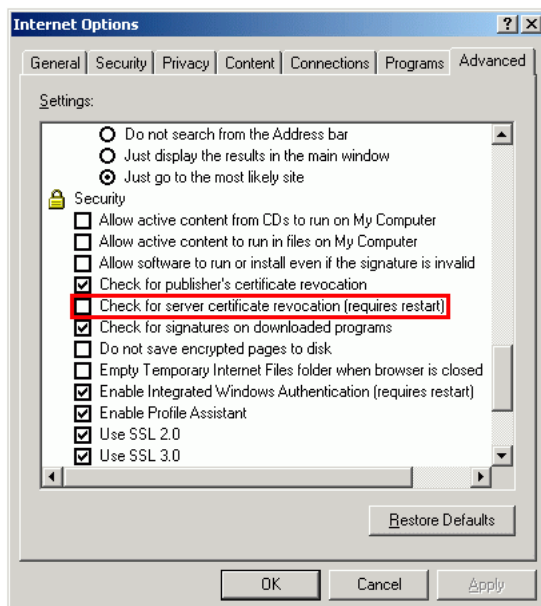 Internet Options
General Security Privacy Content Connections Programs Advanced
Settings:
Do not search from the Address bar
Just display the results in the main window
Just go to the most likely site
Security
Allow active content from CDs to run on My Computer
Allow active content to run in files on My Computer
Allow software to run or install even if the signature is invalid
Check for publisher's certificate revocation
Check for server certificate revocation (requires restart)
Check for signatures on downloaded programs
Do not save encrypted pages to disk
Empty Temporary Internet Files folder when browser is closed
Enable Integrated Windows Authentication (requires restart)
Enable Profile Assistant
Use SSL 2.0
Use SSL 3.0
Restore Defaults
OK Cancel Apply